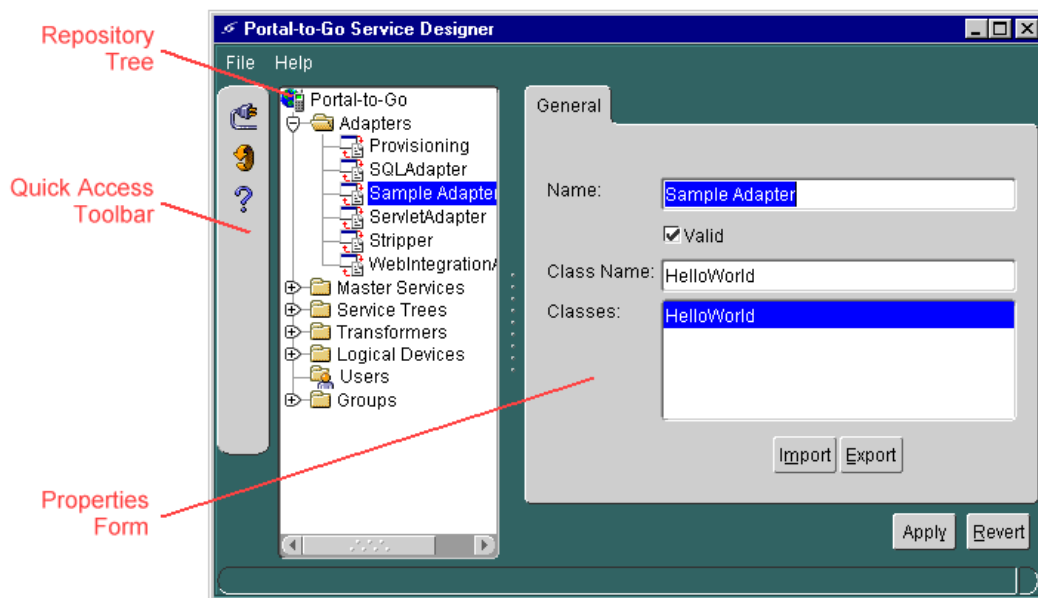 Repository
Tree
Quick Access
Toolbar
Properties
Form
Portal-to-Go Service Designer
File Help
Portal-to-Go
Adapters
Provisioning
SQLAdapter
Sample Adapter
ServletAdapter
Stripper
WebIntegrationA
Master Services
Service Trees
Transformers
Logical Devices
Users
Groups
General
Name: Sample Adapter
Valid
Class Name: HelloWorld
Classes: HelloWorld
Import Export
Apply Revert